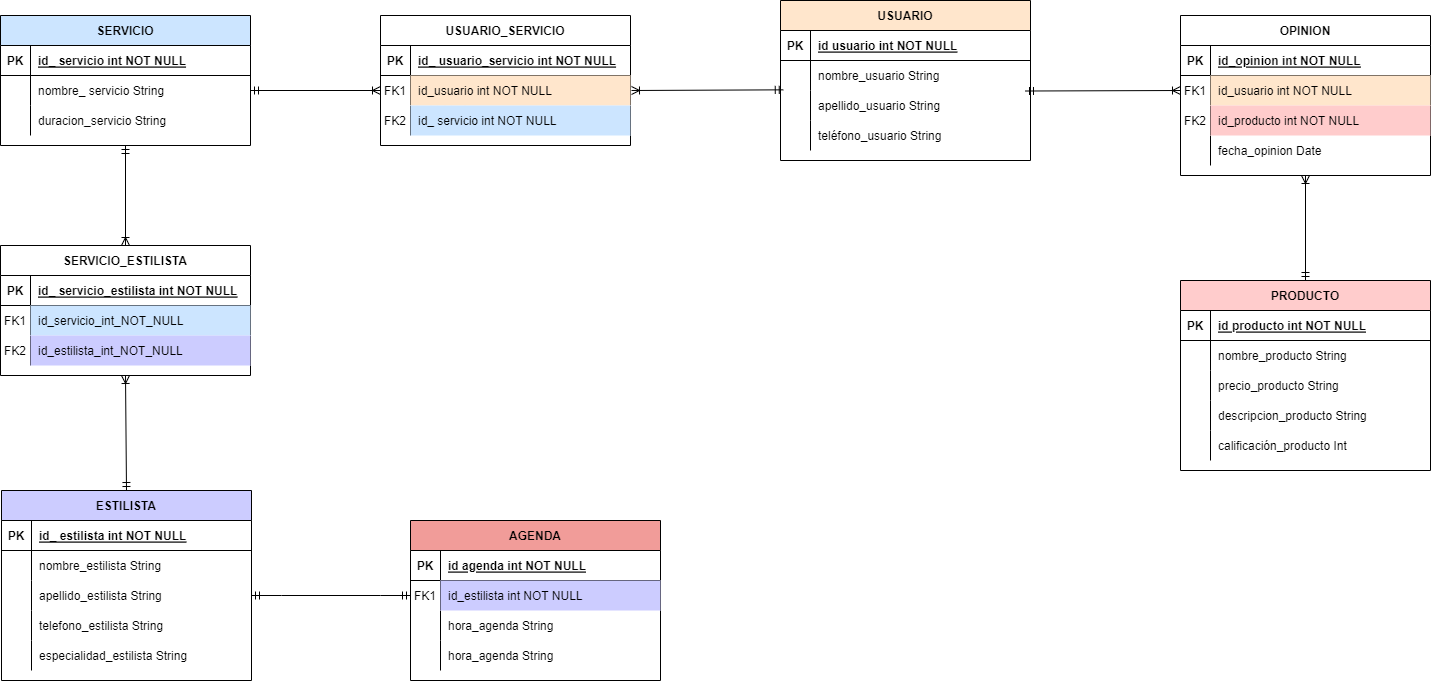 SERVICIO
PK id_ servicio int NOT NULL
nombre_ servicio String
duracion_servicio String
USUARIO_SERVICIO
PK id_ usuario_servicio int NOT NULL
FK1 id_usuario int NOT NULL
FK2 id_ servicio int NOT NULL
USUARIO
PK id usuario int NOT NULL
nombre_usuario String
apellido_usuario String
teléfono_usuario String
OPINION
PK id_opinion int NOT NULL
FK1 id_usuario int NOT NULL
FK2 id_producto int NOT NULL
fecha_opinion Date
SERVICIO_ESTILISTA
PK id_ servicio_estilista int NOT NULL
FK1 id_servicio_int_NOT_NULL
FK2 id_estilista_int_NOT_NULL
PRODUCTO
PK id producto int NOT NULL
nombre_producto String
precio_producto String
descripcion_producto String
calificación_producto Int
ESTILISTA
PK id_ estilista int NOT NULL
nombre_estilista String
apellido_estilista String
telefono_estilista String
especialidad_estilista String
AGENDA
PK id agenda int NOT NULL
FK1 id_estilista int NOT NULL
hora_agenda String
hora_agenda String